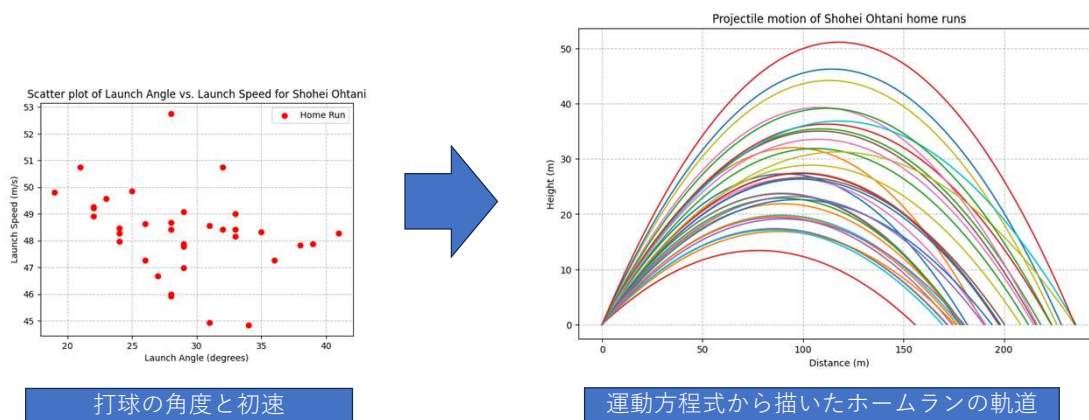 Scatter plot of Launch Angle vs. Launch Speed for Shohei Ohtani
Home Run
53
52
51
50
49
48
47
46
45
Launch Speed (m/s)
20
25
30
35
40
Launch Angle (degrees)
打球の角度と初速
Projectile motion of Shohei Ohtani home runs
50
40
30
20
10
0
Height (m)
0
50
100
150
200
Distance (m)
運動方程式から描いたホームランの軌道